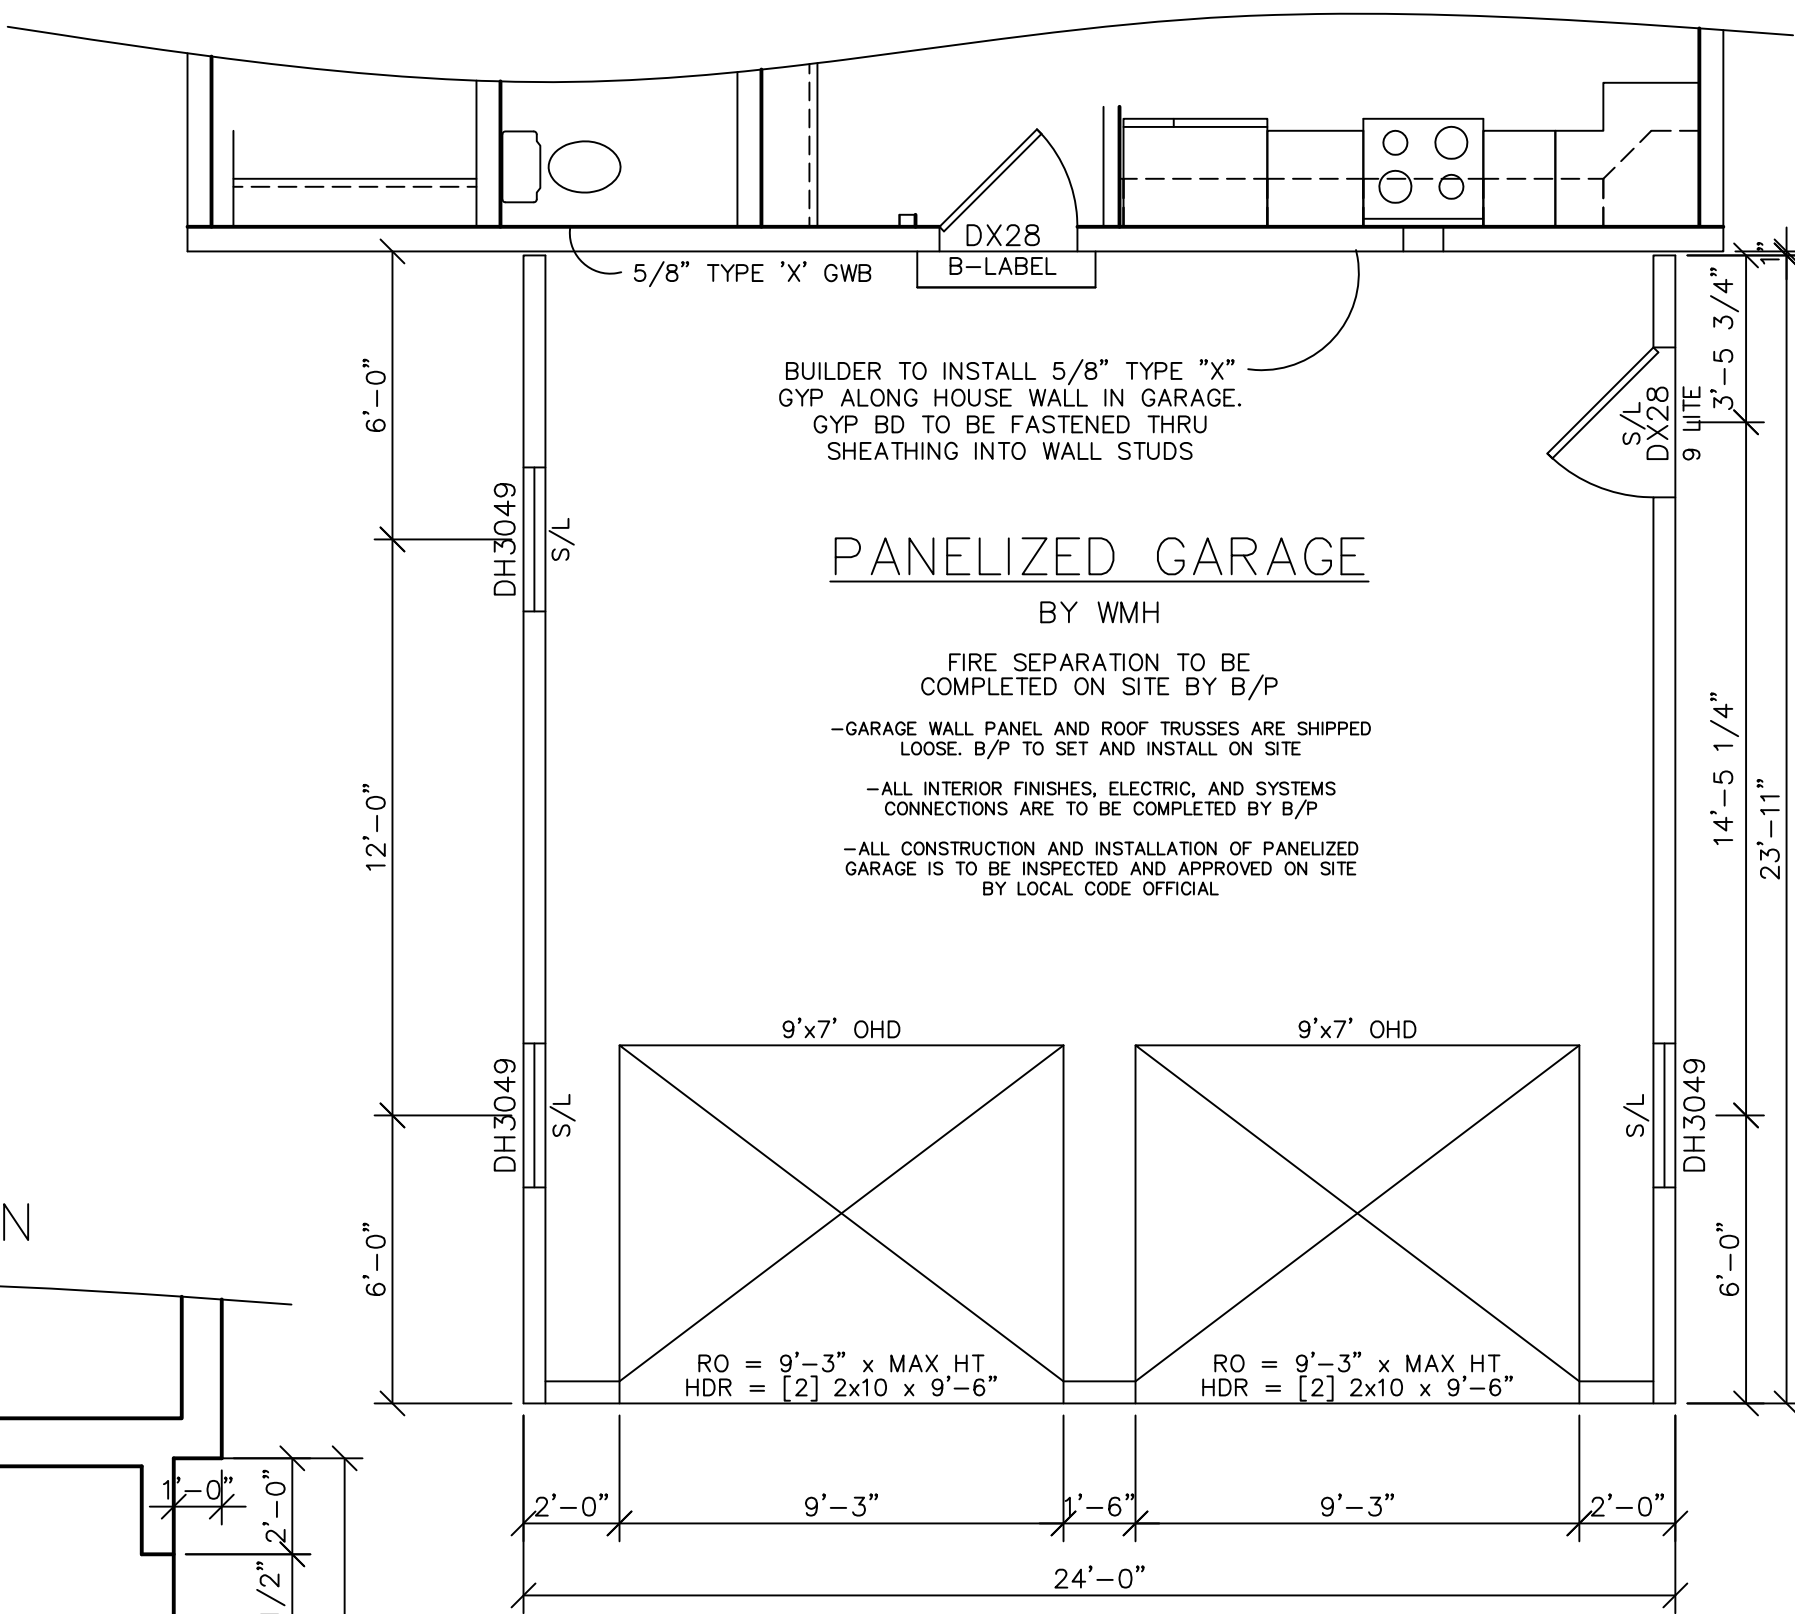 DX28
B-LABEL
5/8” TYPE ’X’ GWB
1”
3’-5 3/4”
6’-0”
BUILDER TO INSTALL 5/8” TYPE ”X”
GYP ALONG HOUSE WALL IN GARAGE.
GYP BD TO BE FASTENED THRU
SHEATHING INTO WALL STUDS
S/L
DX28
9 LITE
DH3049
S/L
PANELIZED GARAGE
BY WMH
FIRE SEPARATION TO BE
COMPLETED ON SITE BY B/P
-GARAGE WALL PANEL AND ROOF TRUSSES ARE SHIPPED
LOOSE. B/P TO SET AND INSTALL ON SITE
-ALL INTERIOR FINISHES, ELECTRIC, AND SYSTEMS
CONNECTIONS ARE TO BE COMPLETED BY B/P
-ALL CONSTRUCTION AND INSTALLATION OF PANELIZED
GARAGE IS TO BE INSPECTED AND APPROVED ON SITE
BY LOCAL CODE OFFICIAL
12’-0”
14’-5 1/4”
23’-11”
9’x7’ OHD
9’x7’ OHD
DH3049
S/L
S/L
DH3049
N
6’-0”
6’-0”
RO = 9’-3” x MAX HT
HDR = [2] 2x10 x 9’-6”
RO = 9’-3” x MAX HT
HDR = [2] 2x10 x 9’-6”
1’-0”
2’-0”
1/2”
2’-0”
9’-3”
1’-6”
9’-3”
2’-0”
24’-0”